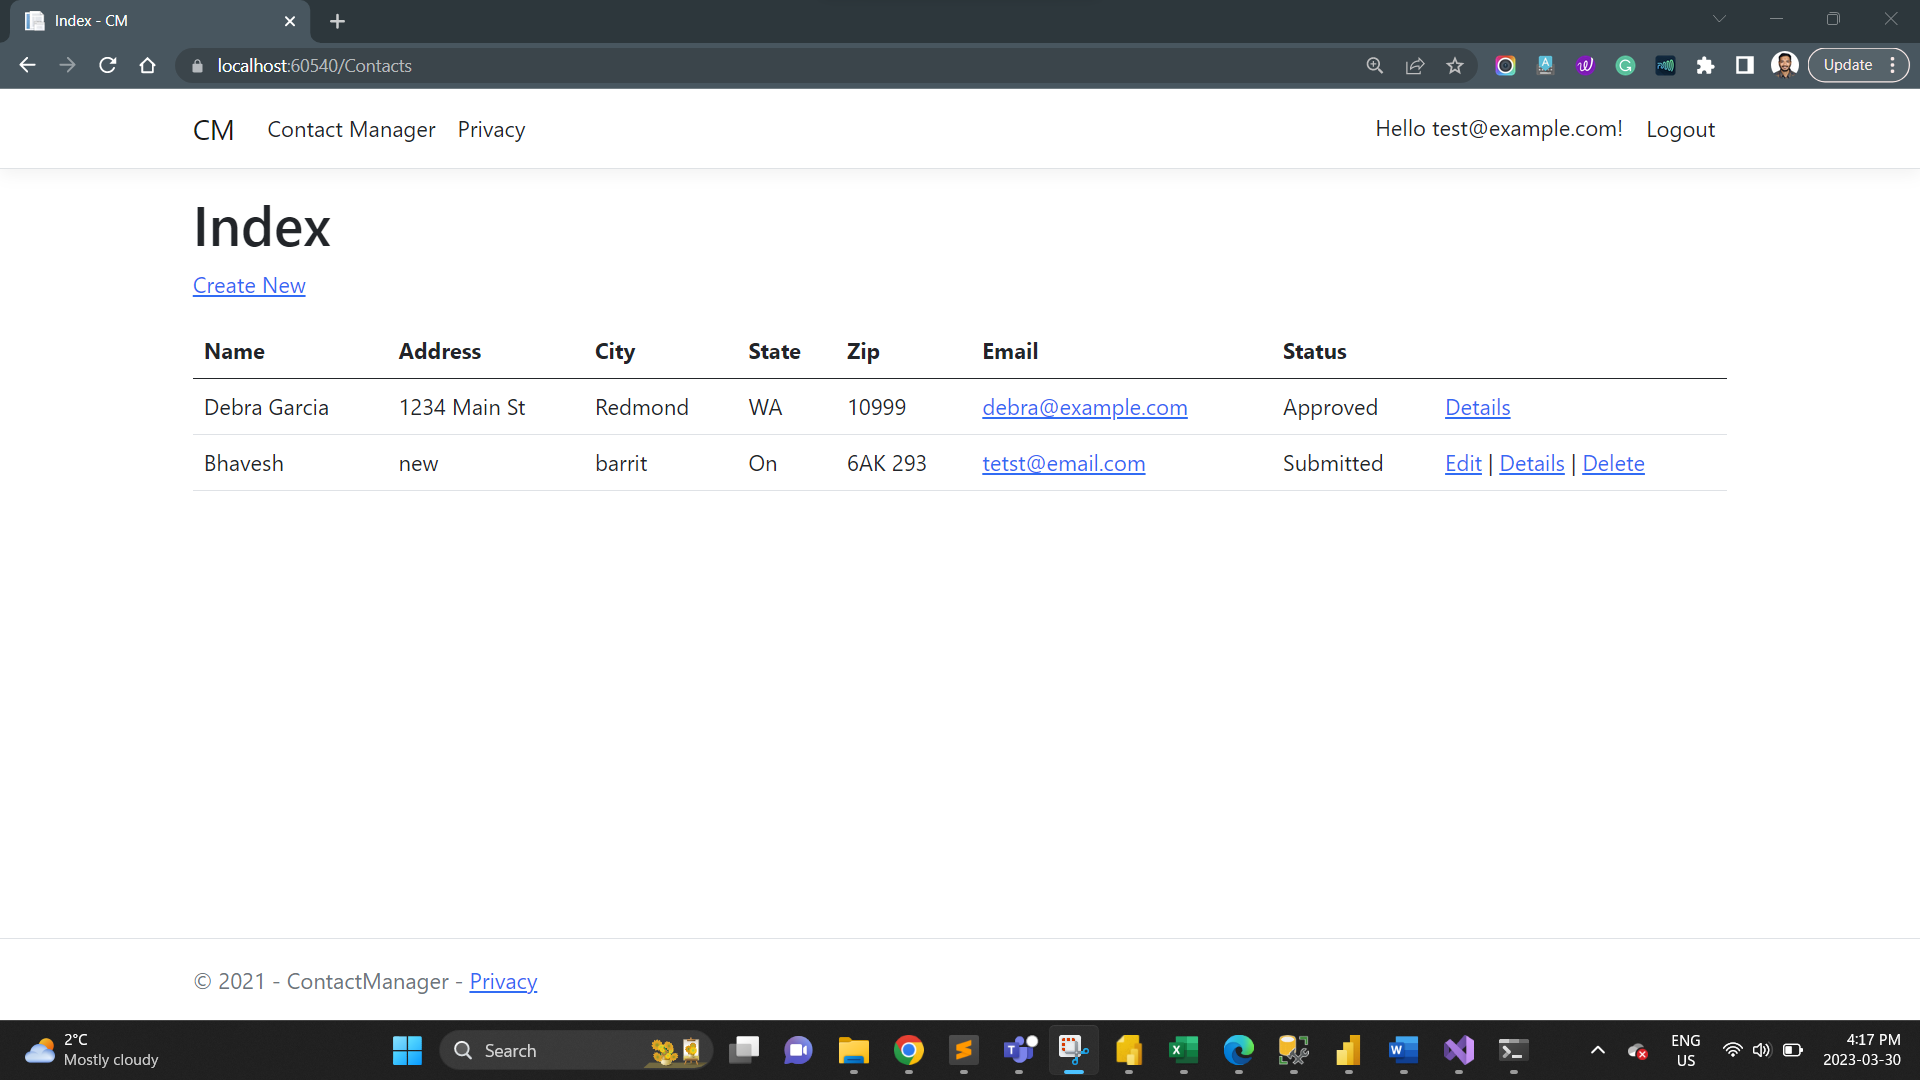 Index - CM
localhost:60540/Contacts
Update
CM Contact Manager Privacy Hello test@example.com! Logout
Index
Create New
Name Address City State Zip Email Status
Debra Garcia 1234 Main St Redmond WA 10999 debra@example.com Approved Details
Bhavesh new barrit On 6AK 293 tetst@email.com Submitted Edit | Details | Delete
© 2021 - ContactManager - Privacy
2°C
Mostly cloudy
Search
ENG
US
4:17 PM
2023-03-30